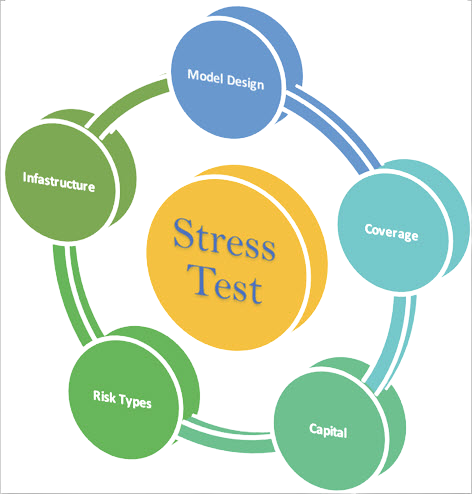 Model Design
Infastructure
Coverage
Stress
Test
Risk Types
Capital